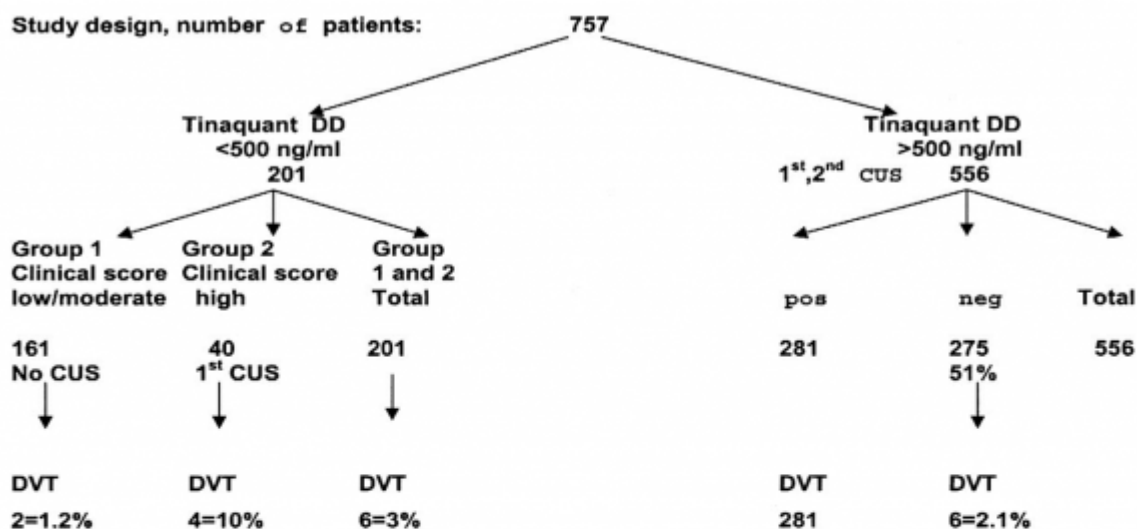 Study design, number of patients: 757
Tinaquant DD Tinaquant DD
<500 ng/ml >500 ng/ml
201 1st,2nd CUS 556
Group 1 Group 2 Group
Clinical score Clinical score 1 and 2
low/moderate high Total pos neg Total
161 40 201 281 275 556
No CUS 1st CUS 51%
DVT DVT DVT DVT DVT
2=1.2% 4=10% 6=3% 281 6=2.1%